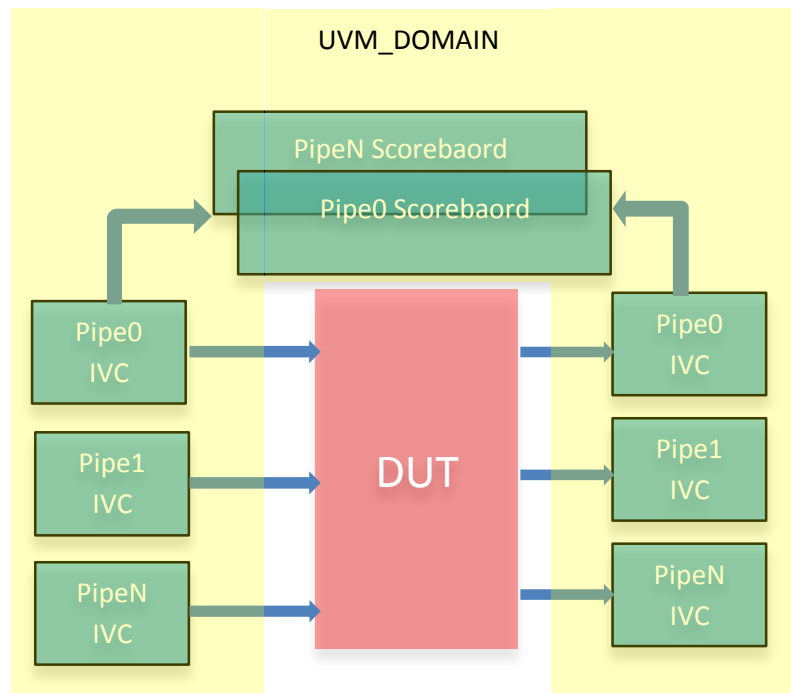 UVM_DOMAIN
PipeN Scorebaord
Pipe0 Scorebaord
Pipe0
IVC
Pipe0
IVC
Pipe1
IVC
DUT
Pipe1
IVC
PipeN
IVC
PipeN
IVC